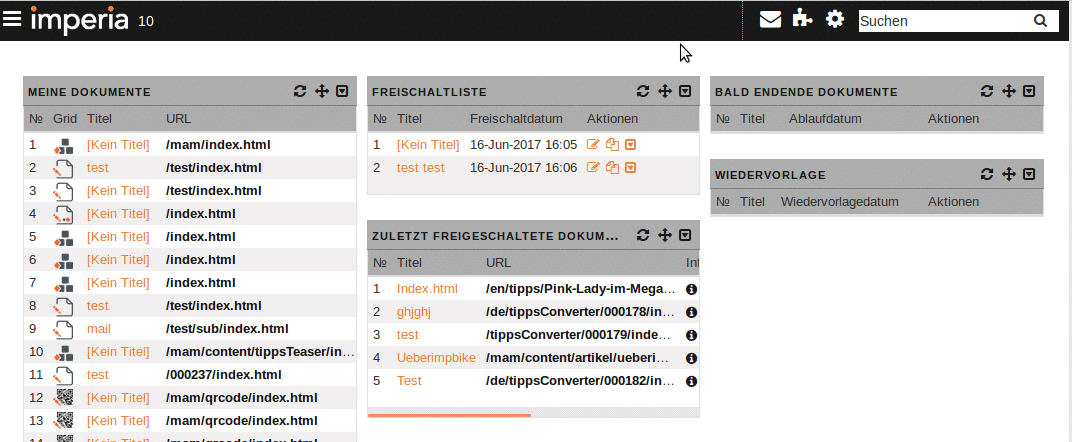 imperia 10 Suchen
MEINE DOKUMENTE
№ Grid Titel URL
1 [Kein Titel] /mam/index.html
2 test /test/index.html
3 [Kein Titel] /test/index.html
4 [Kein Titel] /index.html
5 [Kein Titel] /index.html
6 [Kein Titel] /index.html
7 [Kein Titel] /index.html
8 test /test/index.html
9 mail /test/sub/index.html
10 [Kein Titel] /mam/content/tippsTeaser/in...
11 test /000237/index.html
12 [Kein Titel] /mam/qrcode/index.html
13 [Kein Titel] /mam/qrcode/index.html
14 [Kein Titel] /mam/qrcode/index.html
FREISCHALTLISTE
№ Titel Freischaltdatum Aktionen
1 [Kein Titel] 16-Jun-2017 16:05
2 test test 16-Jun-2017 16:06
ZULETZT FREIGESCHALTETE DOKUM...
№ Titel URL Int
1 Index.html /en/tipps/Pink-Lady-im-Mega...
2 ghjghj /de/tippsConverter/000178/in...
3 test /tippsConverter/000179/inde...
4 Ueberimpbike /mam/content/artikel/ueberi...
5 Test /de/tippsConverter/000182/in...
BALD ENDENDE DOKUMENTE
№ Titel Ablaufdatum Aktionen
WIEDERVORLAGE
№ Titel Wiedervorlagedatum Aktionen